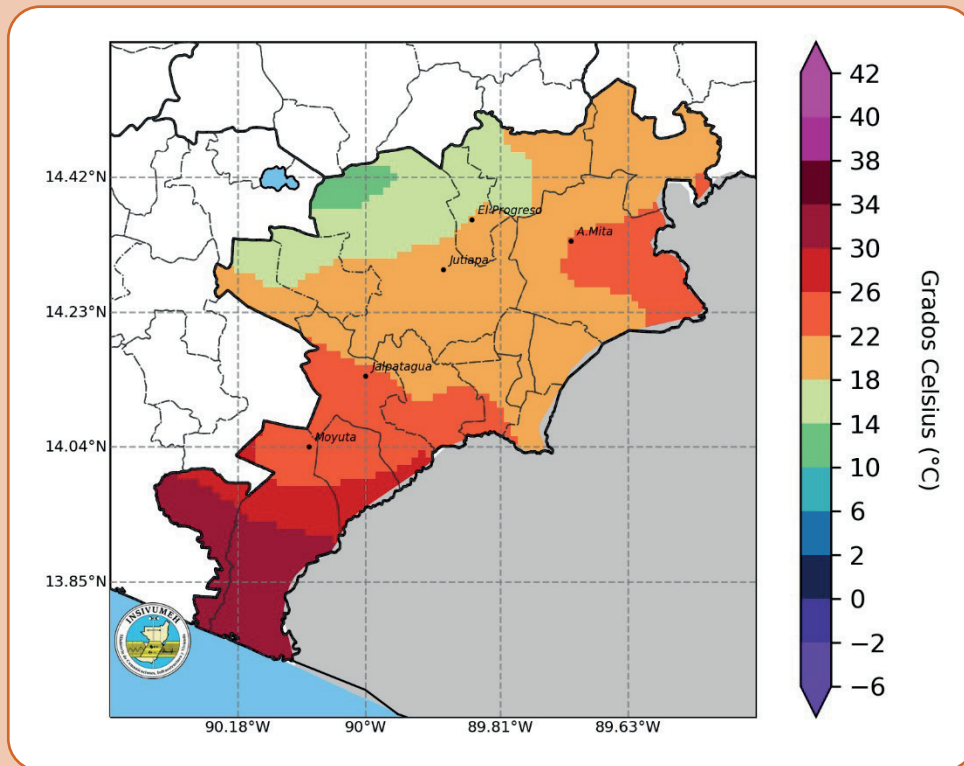 14.42°N
14.23°N
14.04°N
13.85°N
90.18°W
90°W
89.81°W
89.63°W
El Progreso
A.Mita
Jutiapa
Jalpatagua
Moyuta
INSIVUMEH
42
40
38
34
30
26
22
18
14
10
6
2
0
−2
−6
Grados Celsius (°C)